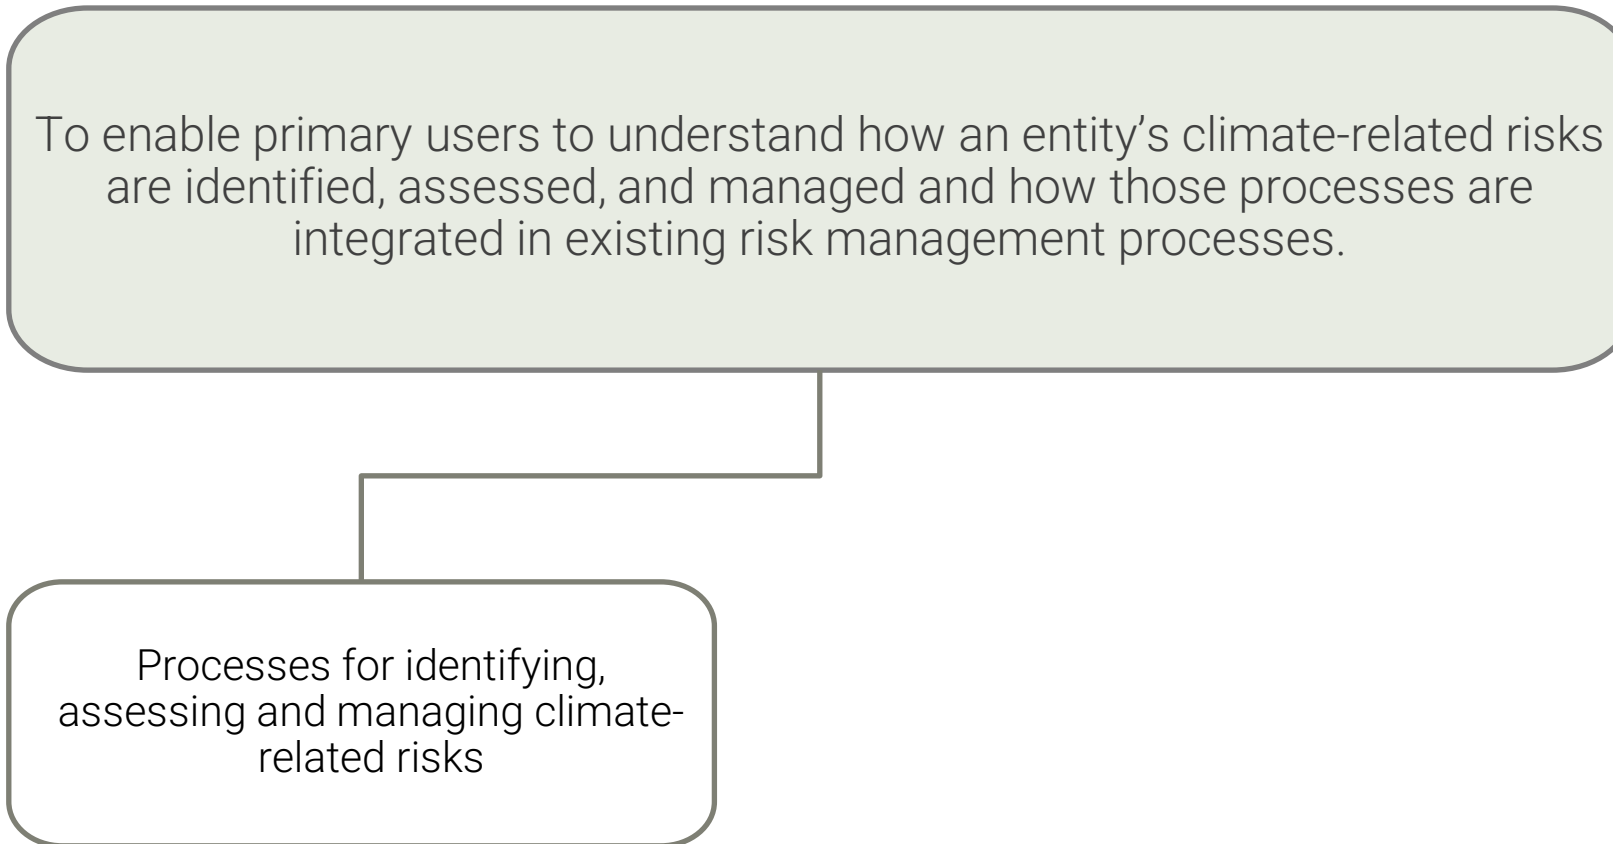 To enable primary users to understand how an entity’s climate-related risks
are identified, assessed, and managed and how those processes are
integrated in existing risk management processes.
Processes for identifying,
assessing and managing climate-
related risks